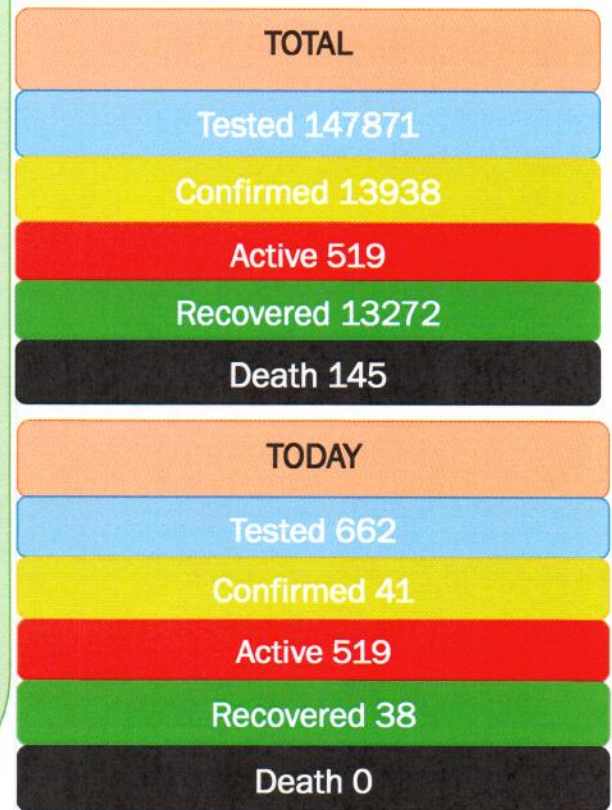 TOTAL
Tested 147871
Confirmed 13938
Active 519
Recovered 13272
Death 145
TODAY
Tested 662
Confirmed 41
Active 519
Recovered 38
Death 0